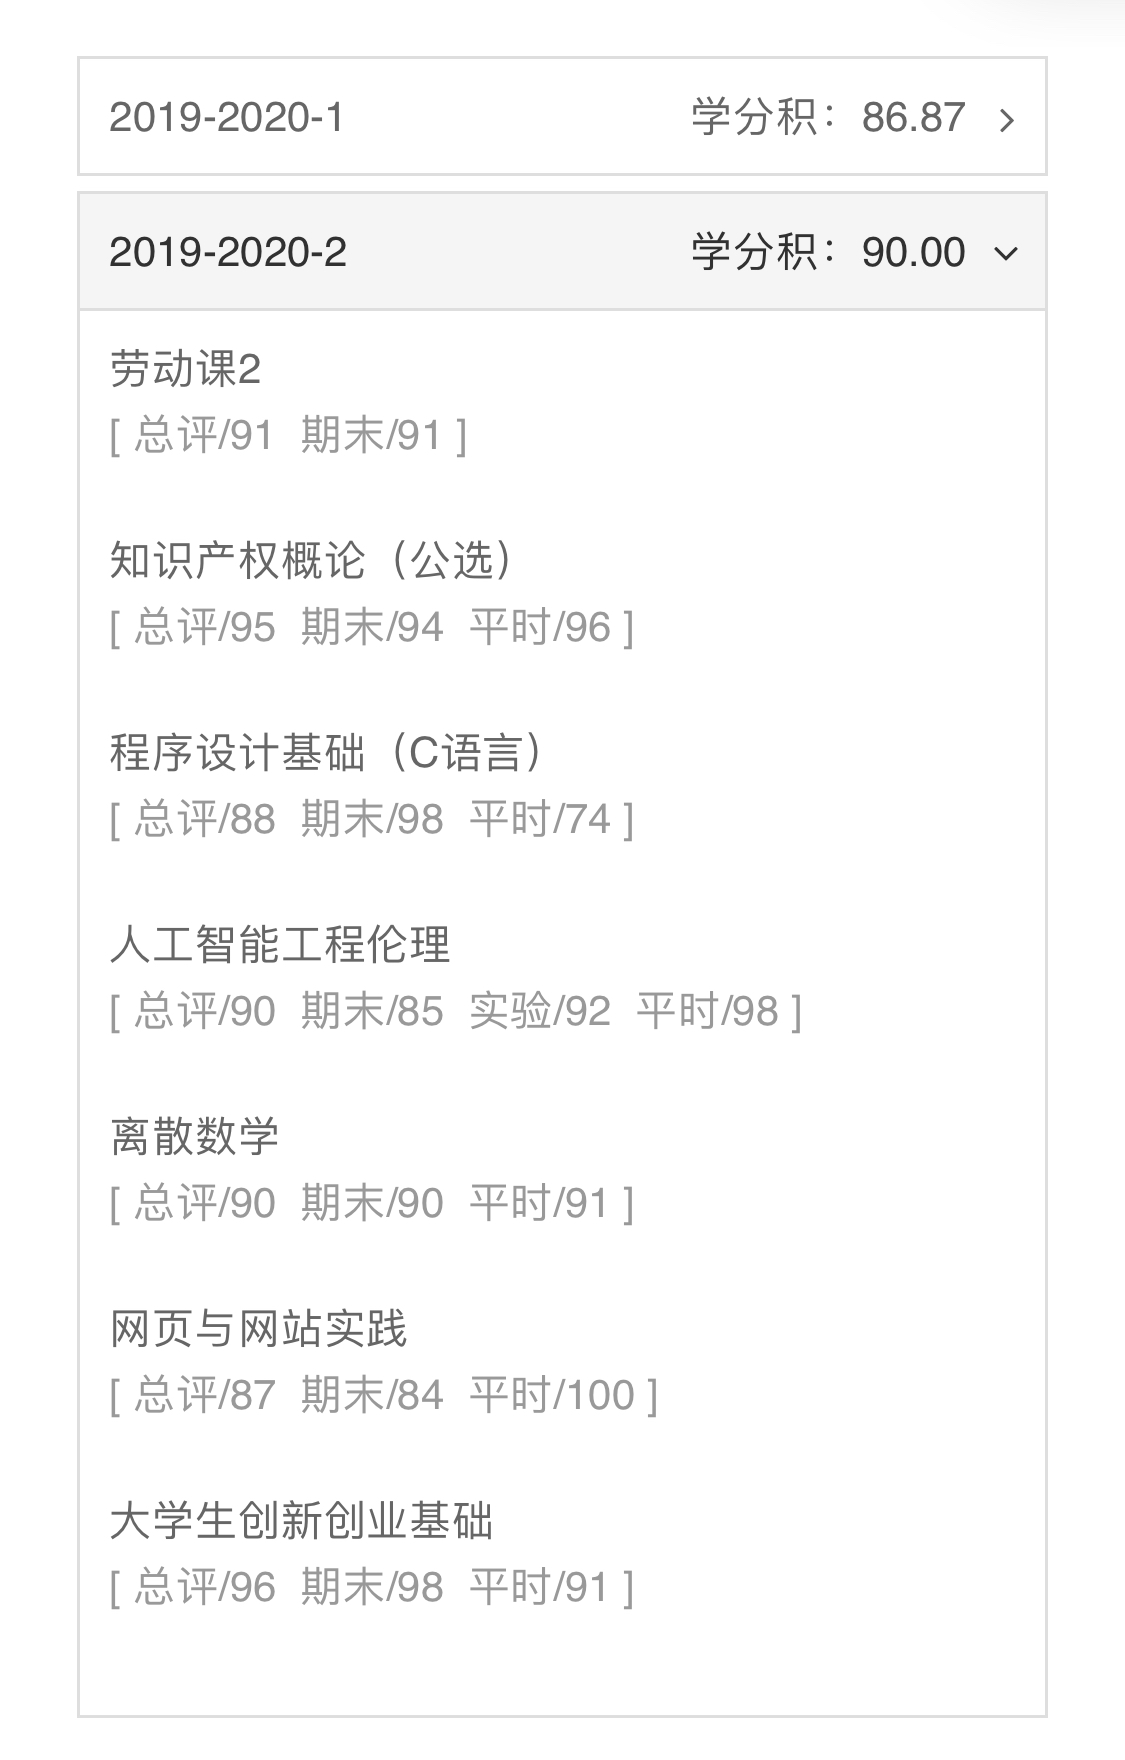 2019-2020-1 学分积：86.87
2019-2020-2 学分积：90.00
劳动课2
[ 总评/91 期末/91 ]
知识产权概论（公选）
[ 总评/95 期末/94 平时/96 ]
程序设计基础（C语言）
[ 总评/88 期末/98 平时/74 ]
人工智能工程伦理
[ 总评/90 期末/85 实验/92 平时/98 ]
离散数学
[ 总评/90 期末/90 平时/91 ]
网页与网站实践
[ 总评/87 期末/84 平时/100 ]
大学生创新创业基础
[ 总评/96 期末/98 平时/91 ]